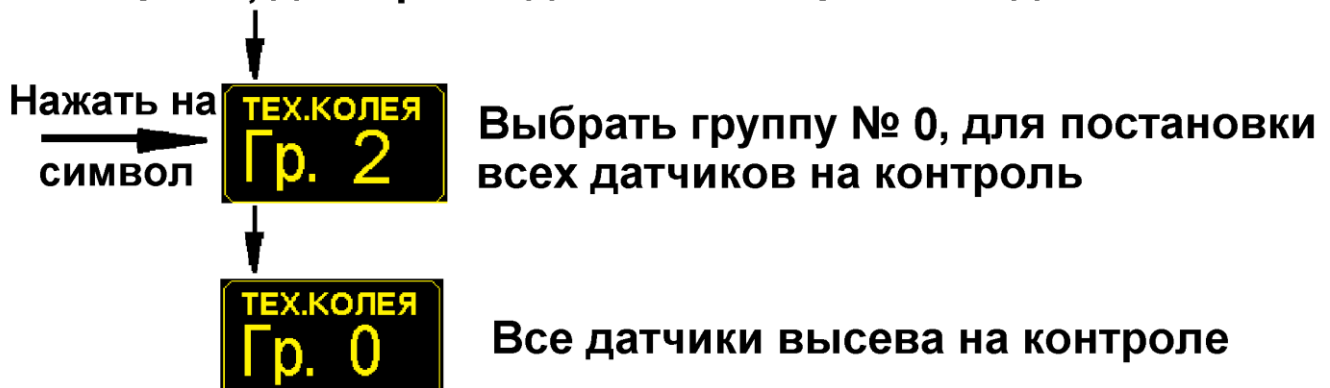 Нажать на
символ
ТЕХ.КОЛЕЯ
Гр. 2
Выбрать группу № 0, для постановки
всех датчиков на контроль
ТЕХ.КОЛЕЯ
Гр. 0
Все датчики высева на контроле